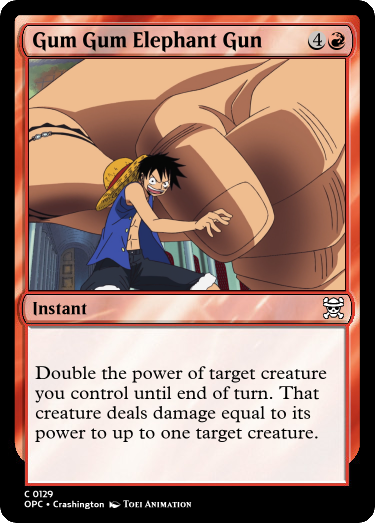 Gum Gum Elephant Gun 4
Instant
Double the power of target creature
you control until end of turn. That
creature deals damage equal to its
power to up to one target creature.
C 0129
OPC • Crashington Toei Animation